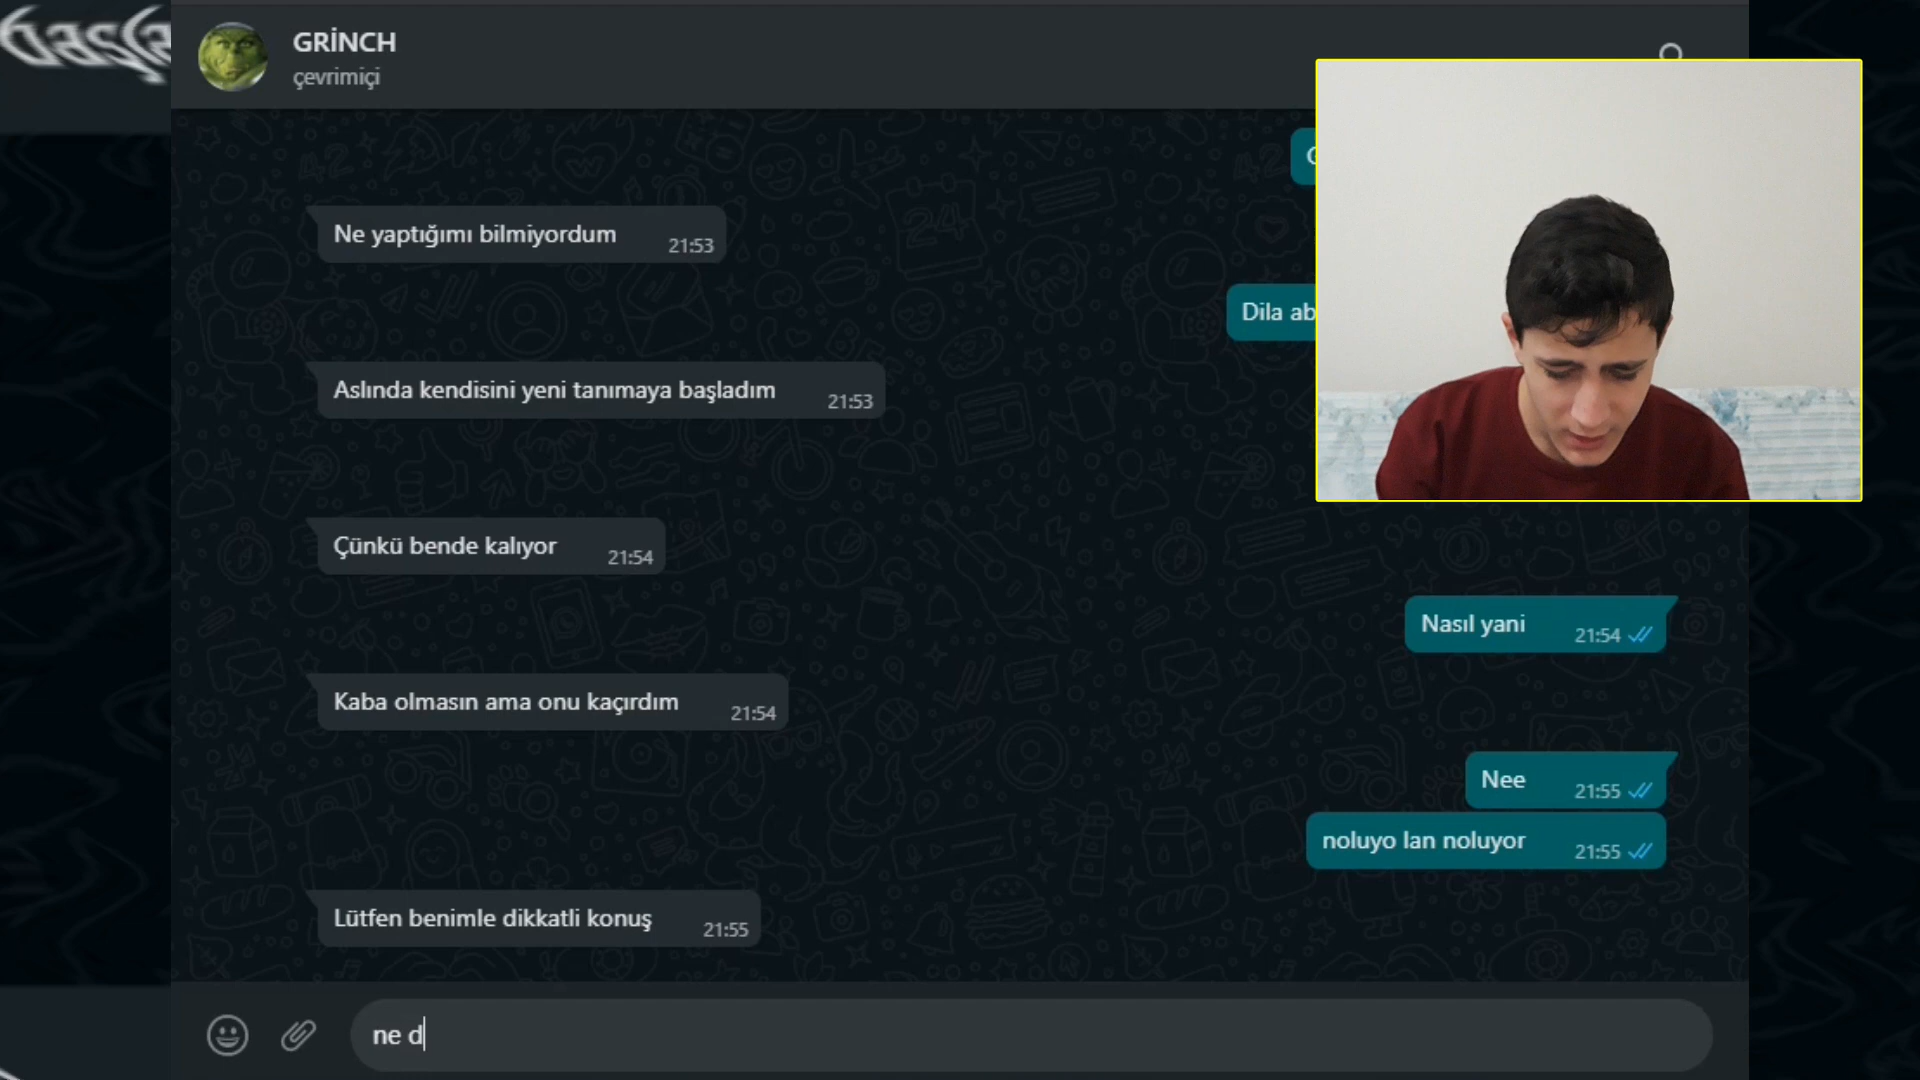 GRİNCH
çevrimiçi
Ne yaptığımı bilmiyordum 21:53
Dila ab
Aslında kendisini yeni tanımaya başladım 21:53
Çünkü bende kalıyor 21:54
Nasıl yani 21:54
Kaba olmasın ama onu kaçırdım 21:54
Nee 21:55
noluyo lan noluyor 21:55
Lütfen benimle dikkatli konuş 21:55
ne d